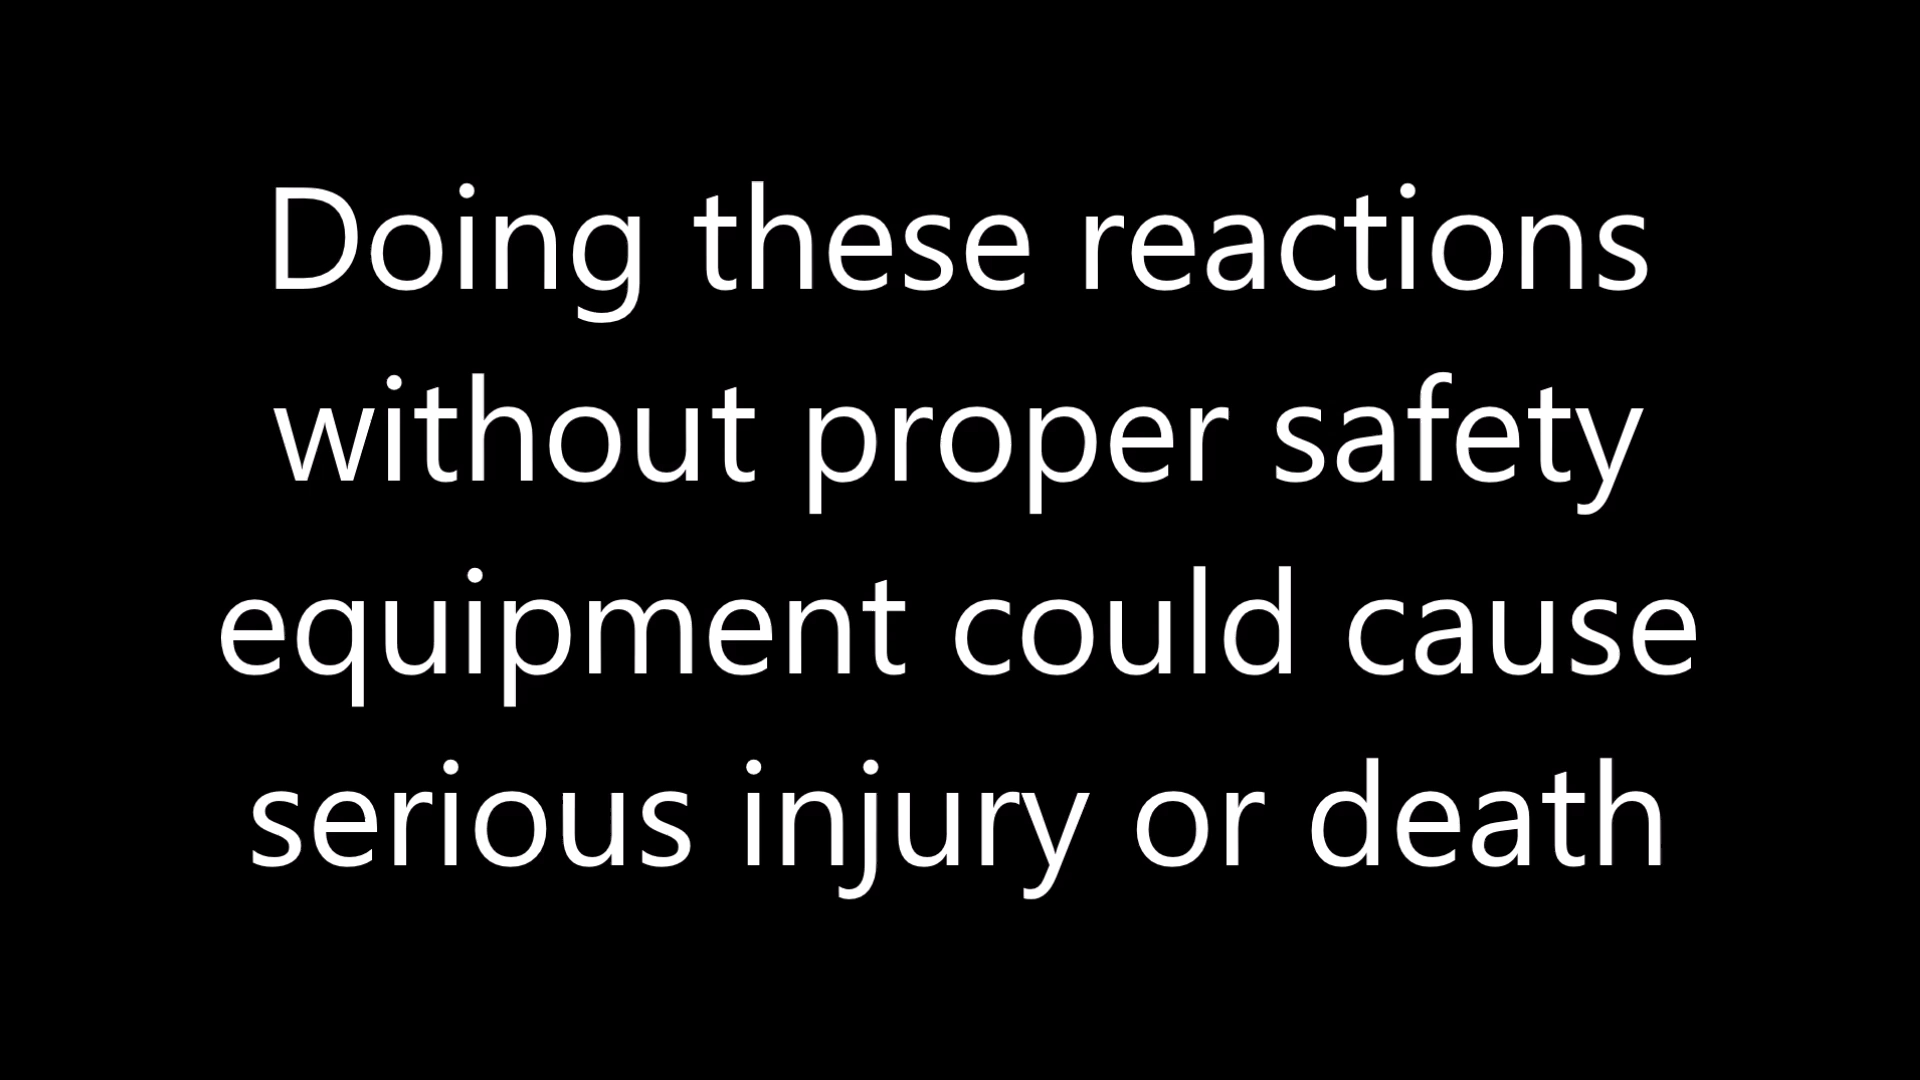 Doing these reactions
without proper safety
equipment could cause
serious injury or death